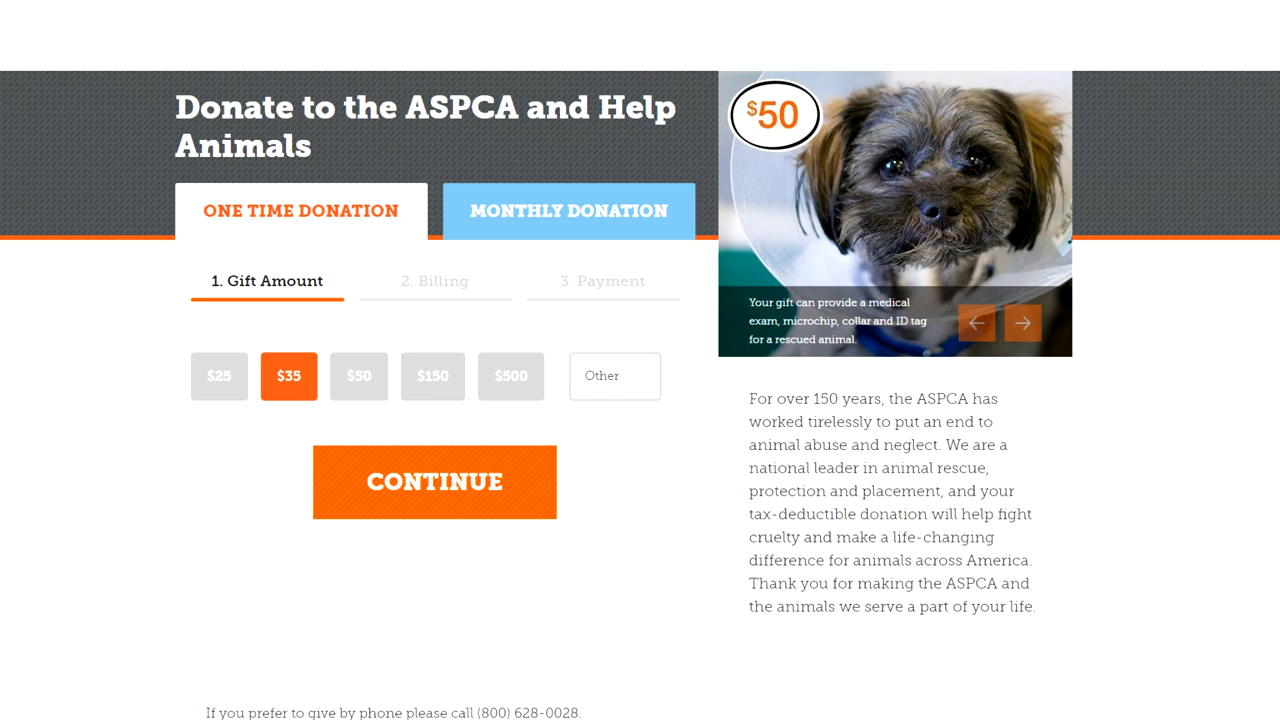 Donate to the ASPCA and Help
Animals
ONE TIME DONATION
MONTHLY DONATION
1. Gift Amount
2. Billing
3. Payment
$25
$35
$50
$150
$500
Other
CONTINUE
$50
Your gift can provide a medical
exam, microchip, collar and ID tag
for a rescued animal.
For over 150 years, the ASPCA has
worked tirelessly to put an end to
animal abuse and neglect. We are a
national leader in animal rescue,
protection and placement, and your
tax-deductible donation will help fight
cruelty and make a life-changing
difference for animals across America.
Thank you for making the ASPCA and
the animals we serve a part of your life.
If you prefer to give by phone please call (800) 628-0028.